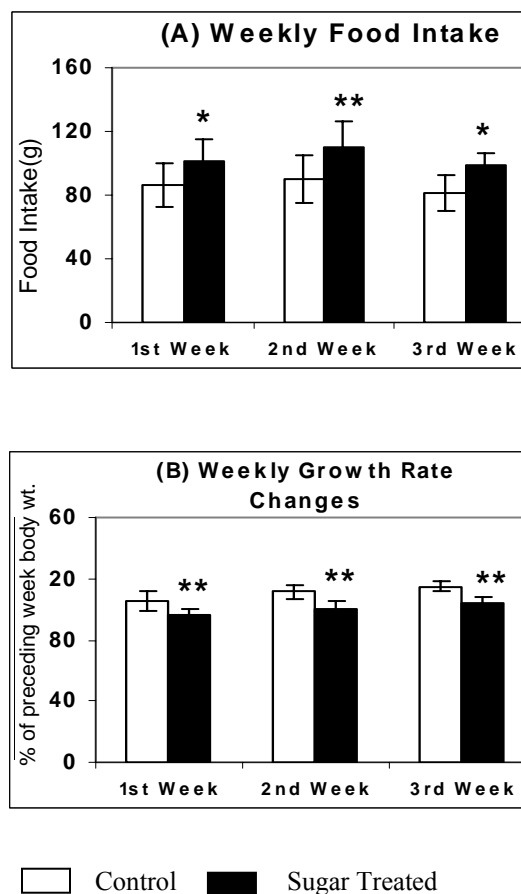 (A) Weekly Food Intake
Food Intake(g)
160
120
80
40
0
*
**
*
1st Week 2nd Week 3rd Week
(B) Weekly Growth Rate
Changes
% of preceding week body wt.
60
20
80
40
0
**
**
**
1st Week 2nd Week 3rd Week
Control Sugar Treated